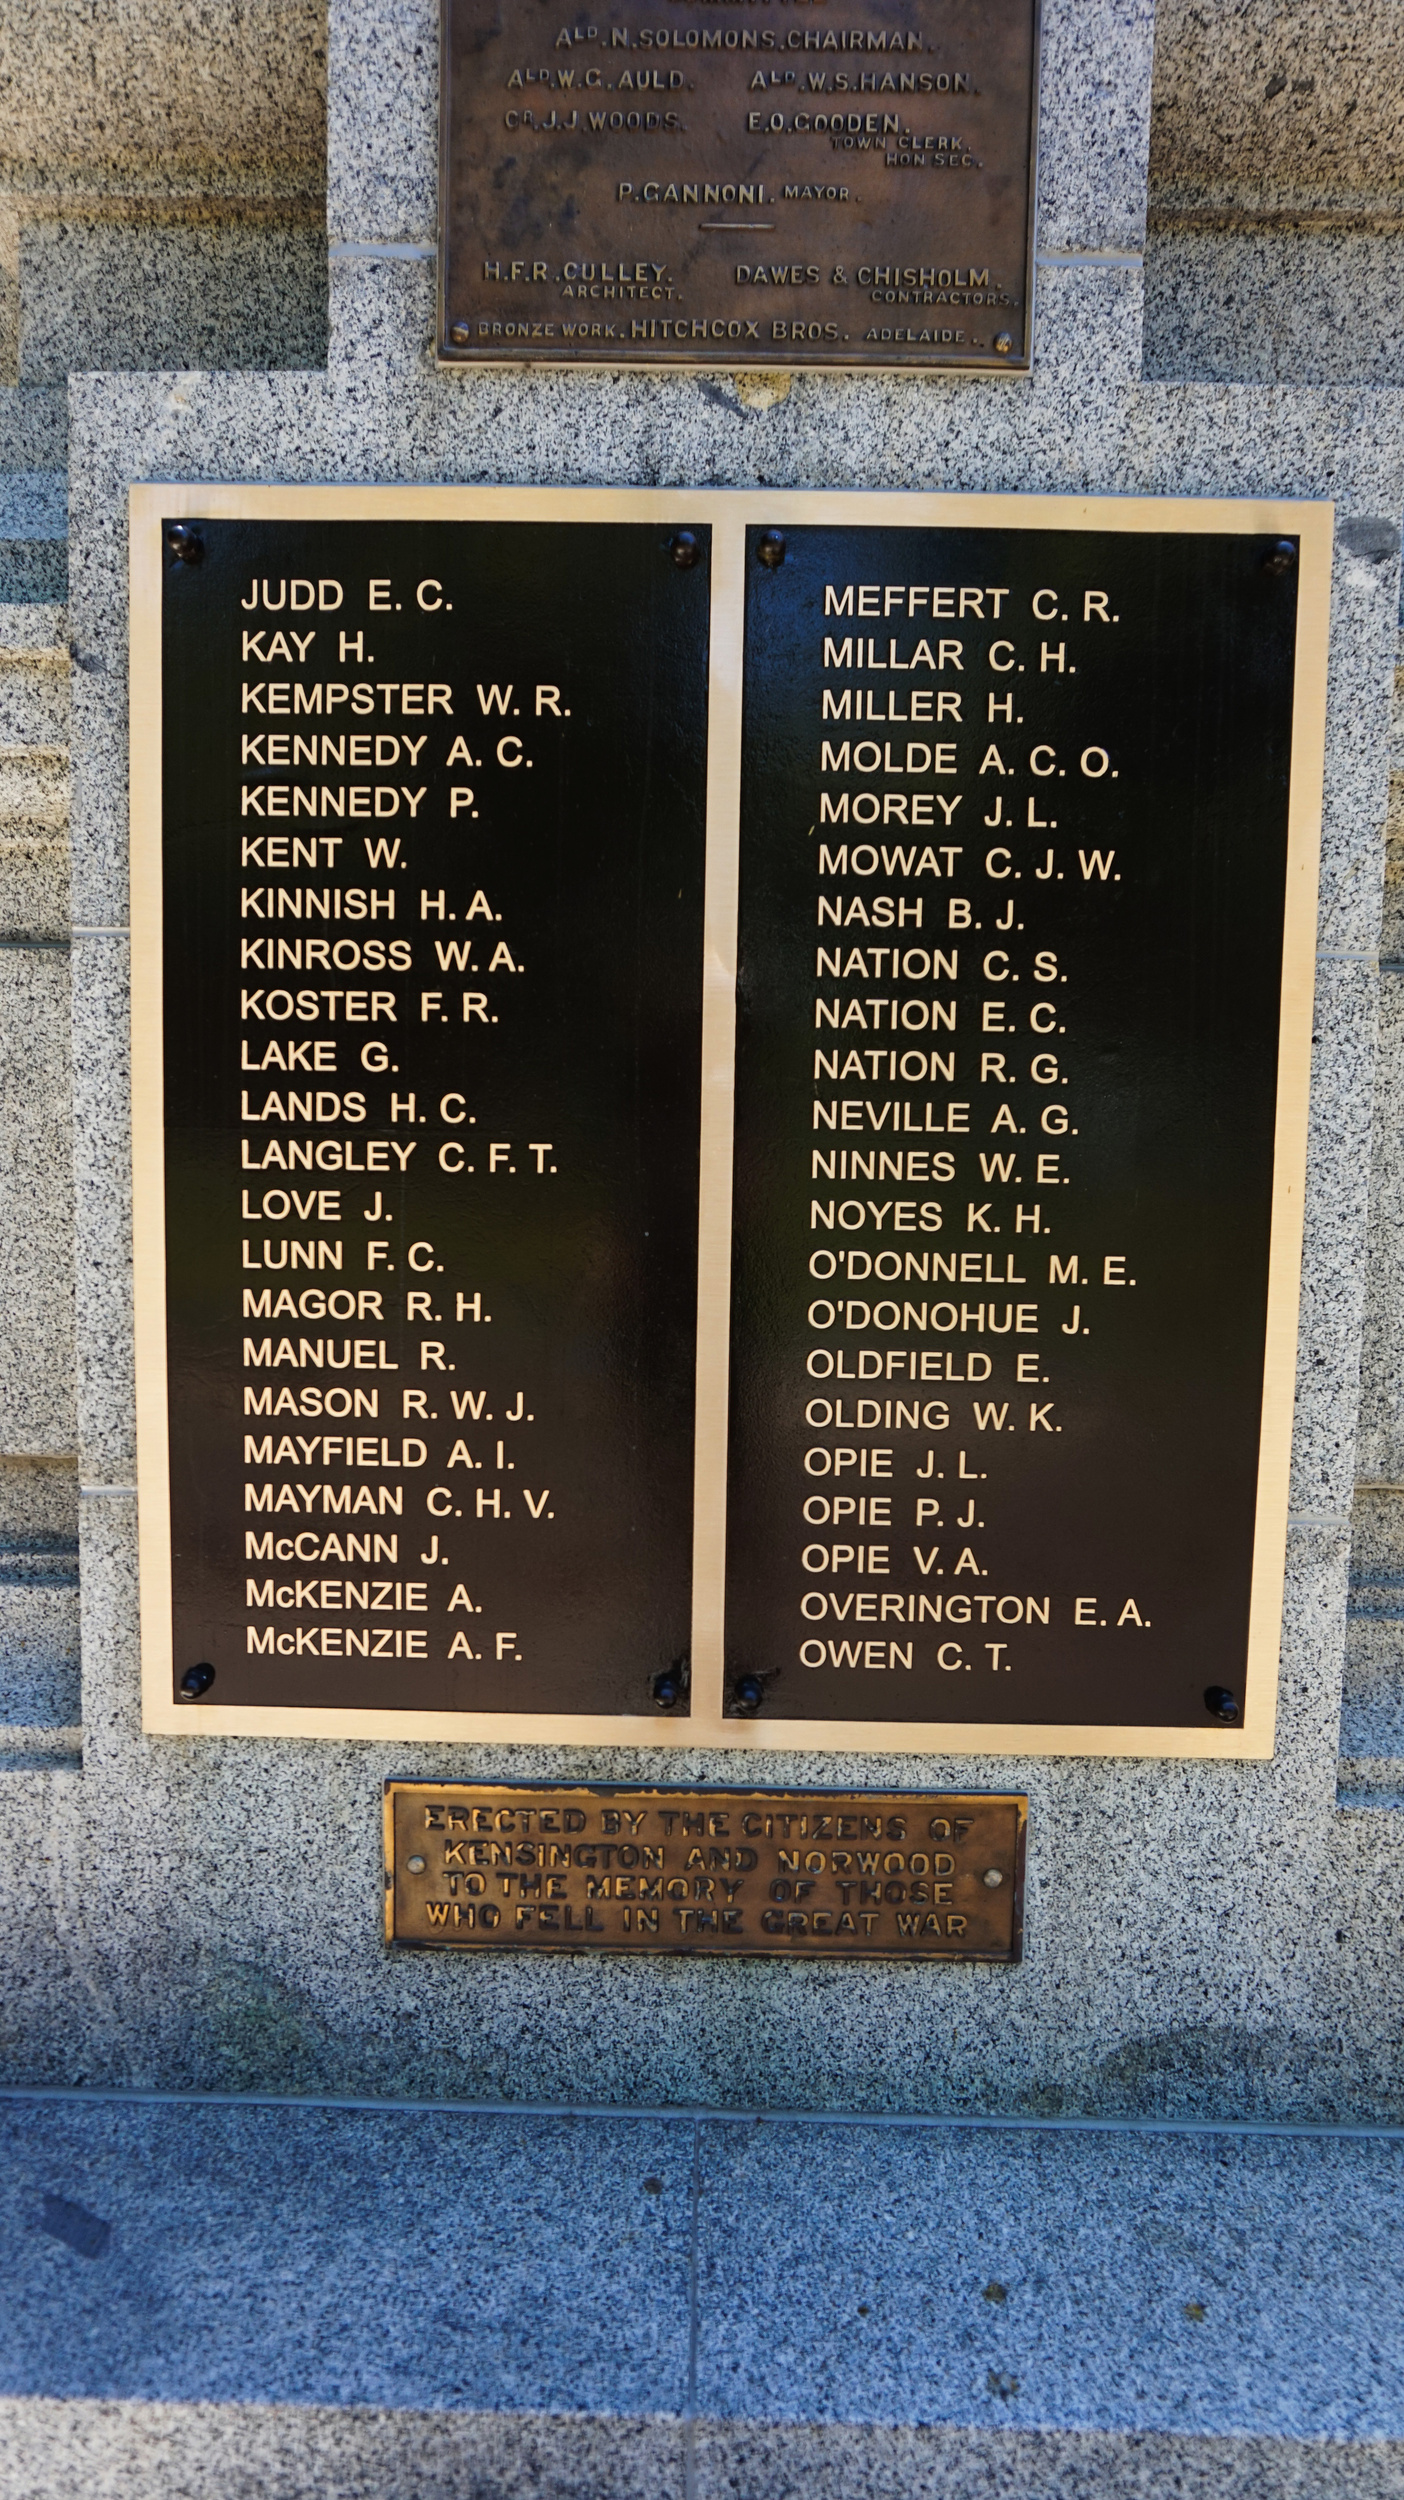 COMMITTEE
ALD. N. SOLOMONS. CHAIRMAN.
ALD. W. G. AULD. ALD. W. S. HANSON.
CR. J. J. WOODS. E. O. GOODEN.
TOWN CLERK.
HON SEC.
P. GANNONI. MAYOR.
H. F. R. CULLEY. DAWES & CHISHOLM.
ARCHITECT. CONTRACTORS.
BRONZE WORK. HITCHCOX BROS. ADELAIDE.
JUDD E. C.
KAY H.
KEMPSTER W. R.
KENNEDY A. C.
KENNEDY P.
KENT W.
KINNISH H. A.
KINROSS W. A.
KOSTER F. R.
LAKE G.
LANDS H. C.
LANGLEY C. F. T.
LOVE J.
LUNN F. C.
MAGOR R. H.
MANUEL R.
MASON R. W. J.
MAYFIELD A. I.
MAYMAN C. H. V.
McCANN J.
McKENZIE A.
McKENZIE A. F.
MEFFERT C. R.
MILLAR C. H.
MILLER H.
MOLDE A. C. O.
MOREY J. L.
MOWAT C. J. W.
NASH B. J.
NATION C. S.
NATION E. C.
NATION R. G.
NEVILLE A. G.
NINNES W. E.
NOYES K. H.
O'DONNELL M. E.
O'DONOHUE J.
OLDFIELD E.
OLDING W. K.
OPIE J. L.
OPIE P. J.
OPIE V. A.
OVERINGTON E. A.
OWEN C. T.
ERECTED BY THE CITIZENS OF
KENSINGTON AND NORWOOD
TO THE MEMORY OF THOSE
WHO FELL IN THE GREAT WAR